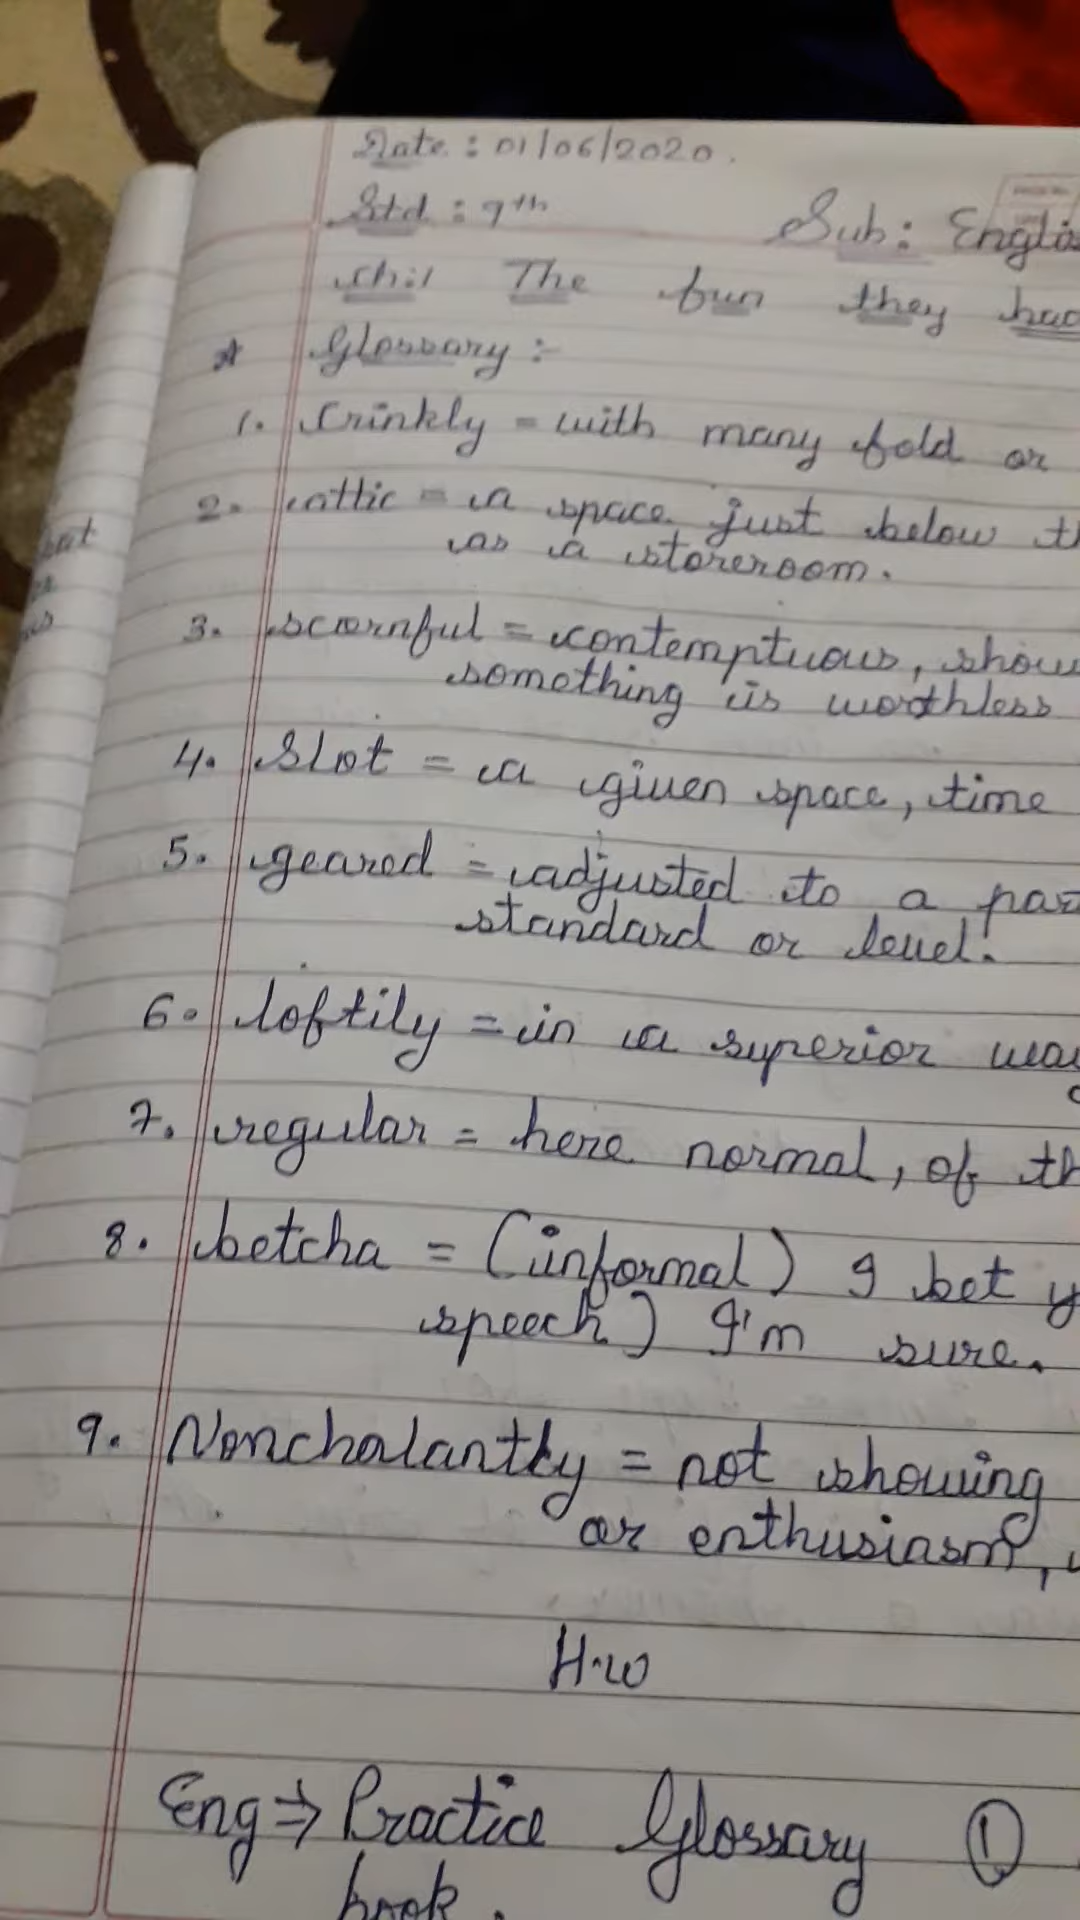 Date : 01/06/2020.
Std : 9th Sub : Englis
Ch:1 The fun they had
* Glossary :-
1. Crinkly = with many fold or
2. attic = a space just below th
as a storeroom.
3. scornful = contemptuous, show
something is worthless
4. Slot = a given space, time
5. geared = adjusted to a par
standard or level.
6. loftily = in a superior way
7. regular = here normal, of th
8. betcha = (informal) I bet y
speech) I'm sure.
9. Nonchalantly = not showing
or enthusiasm,
H.w
Eng ⇒ Practice Glossary ①
book.